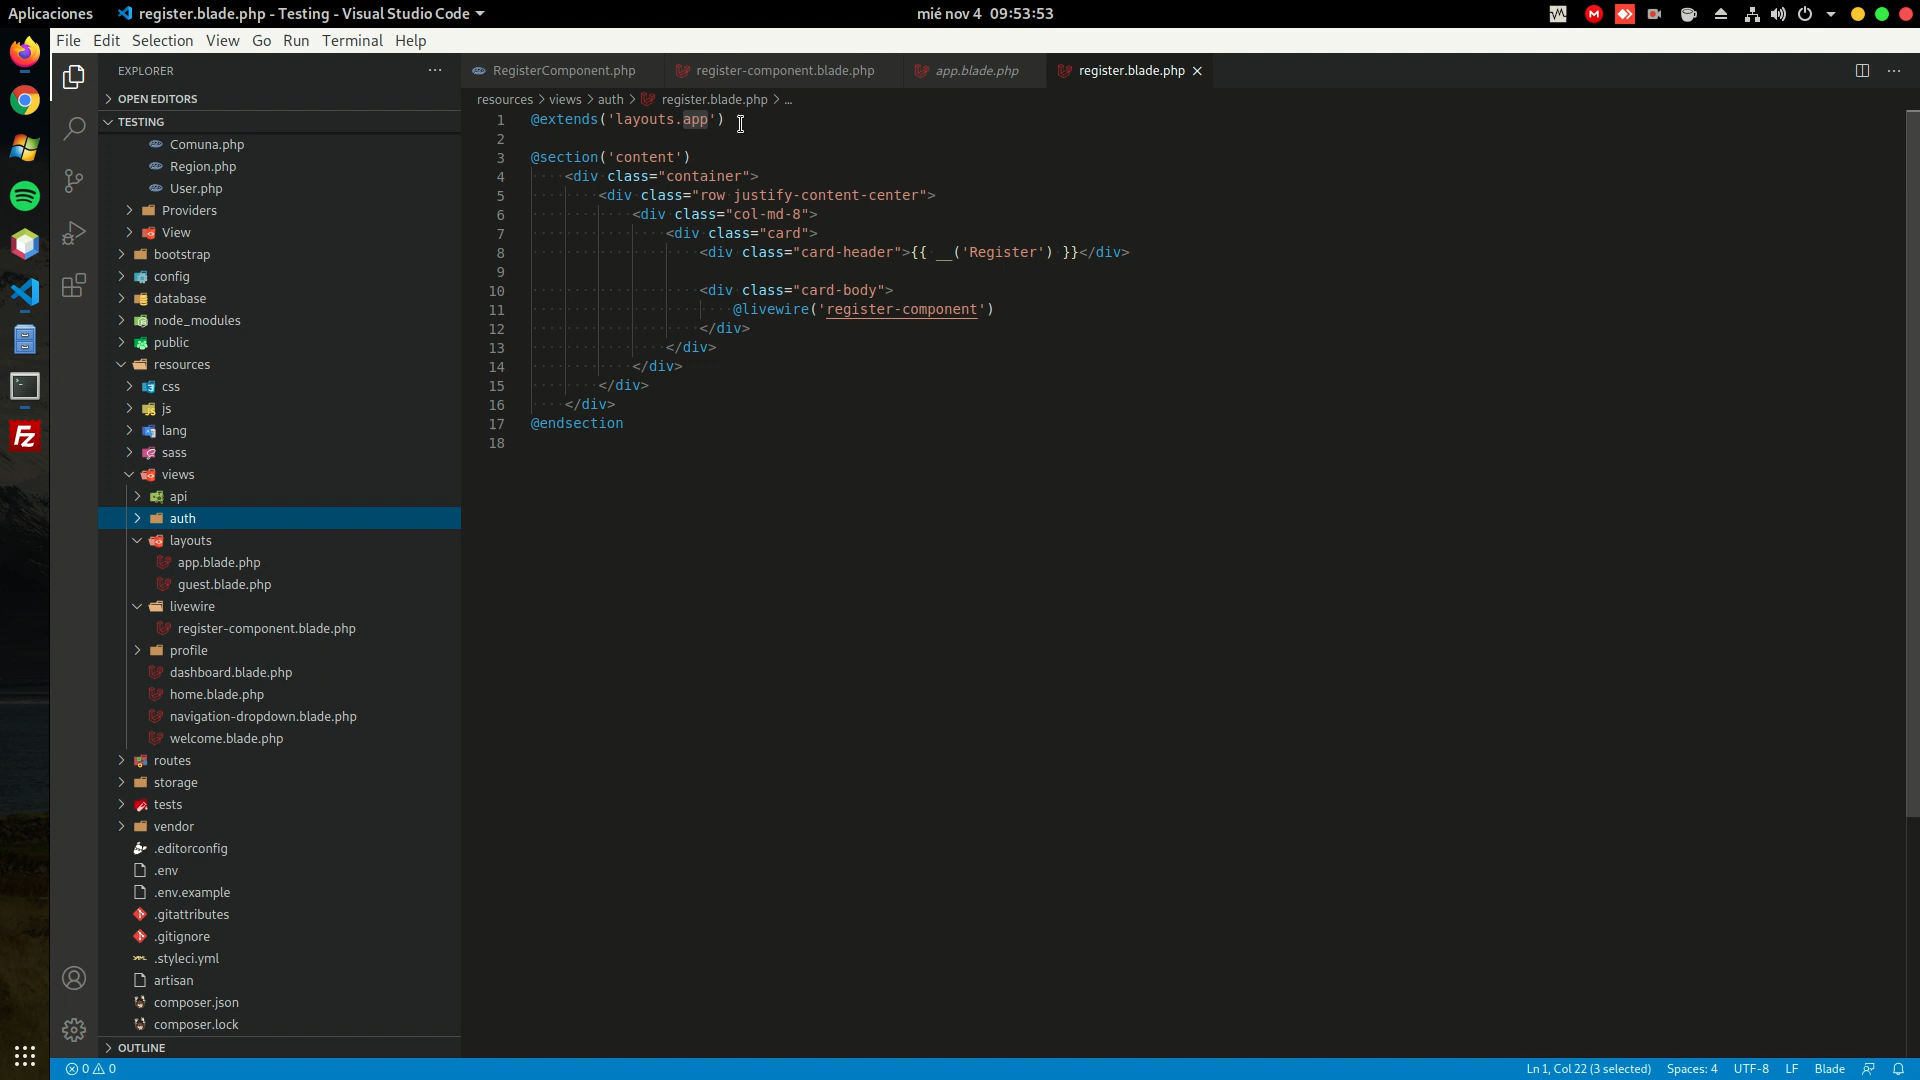 Aplicaciones
register.blade.php - Testing - Visual Studio Code
mié nov 4 09:53:53
File Edit Selection View Go Run Terminal Help
EXPLORER
RegisterComponent.php
register-component.blade.php
app.blade.php
register.blade.php
OPEN EDITORS
resources > views > auth > register.blade.php > ...
TESTING
Comuna.php
Region.php
User.php
Providers
View
bootstrap
config
database
node_modules
public
resources
css
js
lang
sass
views
api
auth
layouts
app.blade.php
guest.blade.php
livewire
register-component.blade.php
profile
dashboard.blade.php
home.blade.php
navigation-dropdown.blade.php
welcome.blade.php
routes
storage
tests
vendor
.editorconfig
.env
.env.example
.gitattributes
.gitignore
.styleci.yml
artisan
composer.json
composer.lock
OUTLINE
1 @extends('layouts.app')
2
3 @section('content')
4 <div class="container">
5 <div class="row justify-content-center">
6 <div class="col-md-8">
7 <div class="card">
8 <div class="card-header">{{ __('Register') }}</div>
9
10 <div class="card-body">
11 @livewire('register-component')
12 </div>
13 </div>
14 </div>
15 </div>
16 </div>
17 @endsection
18
0 0
Ln 1, Col 22 (3 selected) Spaces: 4 UTF-8 LF Blade